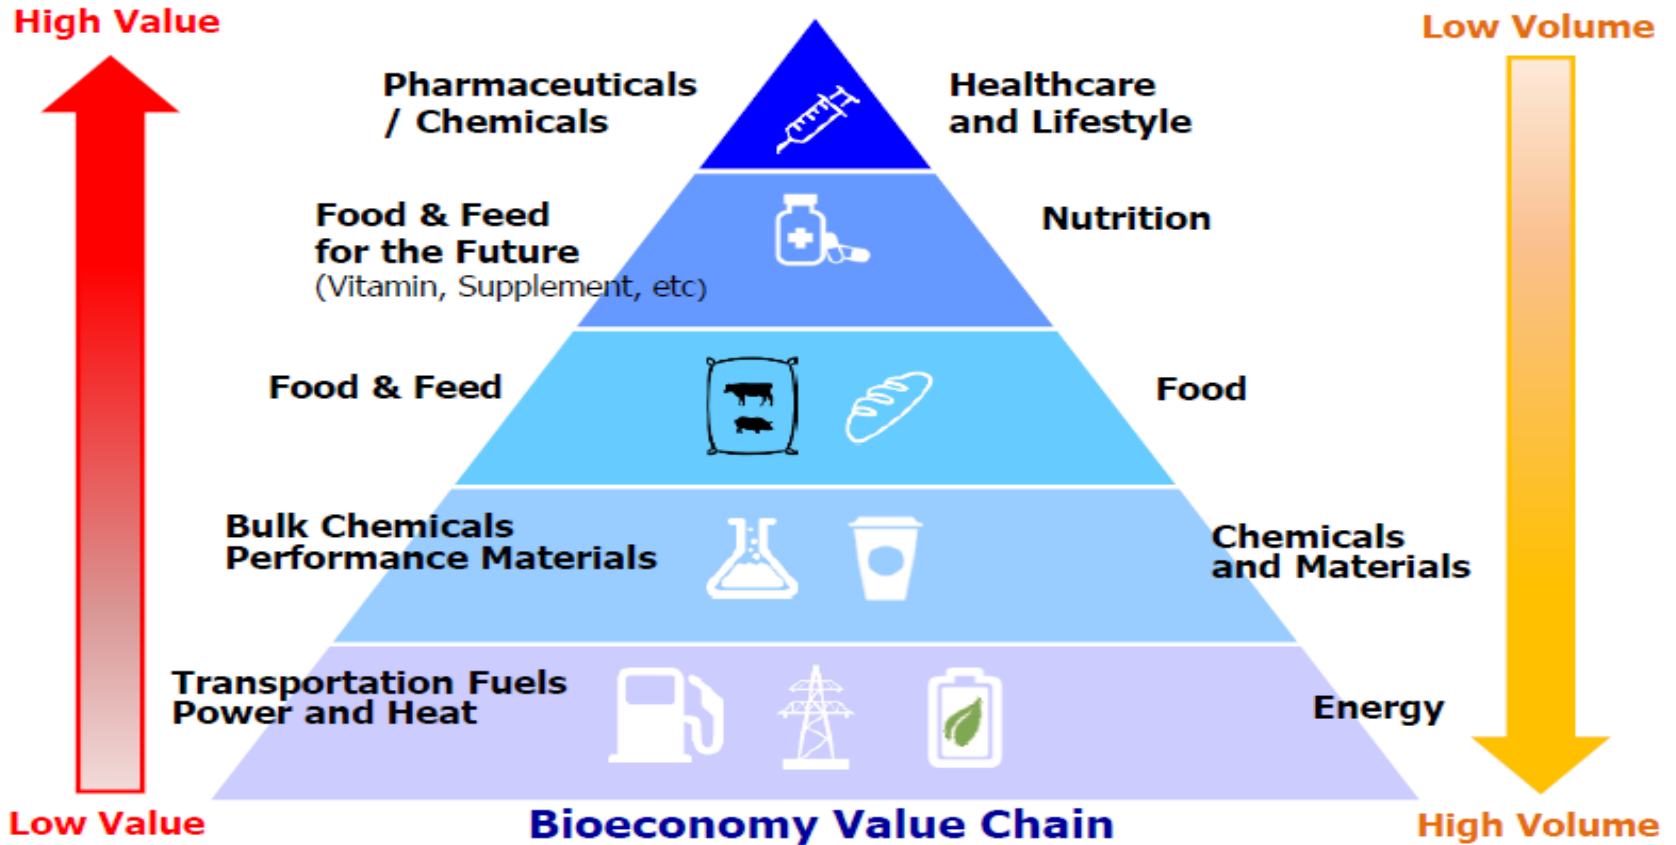 High Value
Low Volume
Pharmaceuticals
/ Chemicals
Healthcare
and Lifestyle
Food & Feed
for the Future
(Vitamin, Supplement, etc)
Nutrition
Food & Feed
Food
Bulk Chemicals
Performance Materials
Chemicals
and Materials
Transportation Fuels
Power and Heat
Energy
Low Value
Bioeconomy Value Chain
High Volume